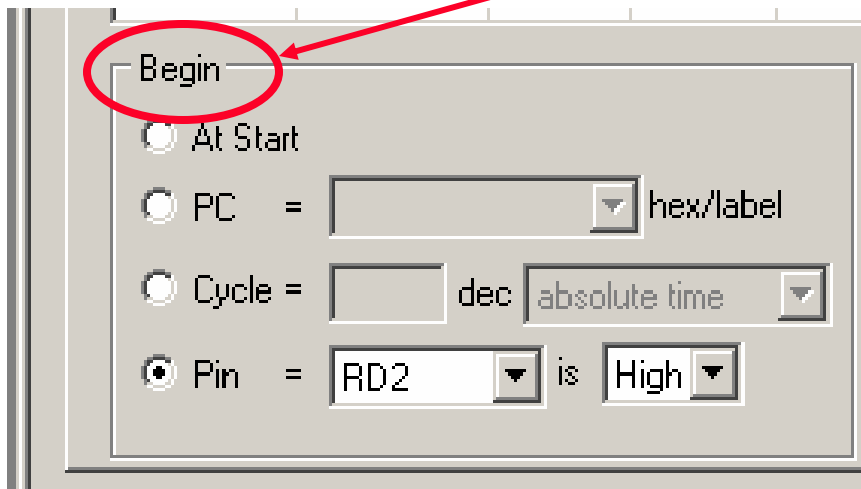 Begin
At Start
PC = hex/label
Cycle = dec absolute time
Pin = RD2 is High